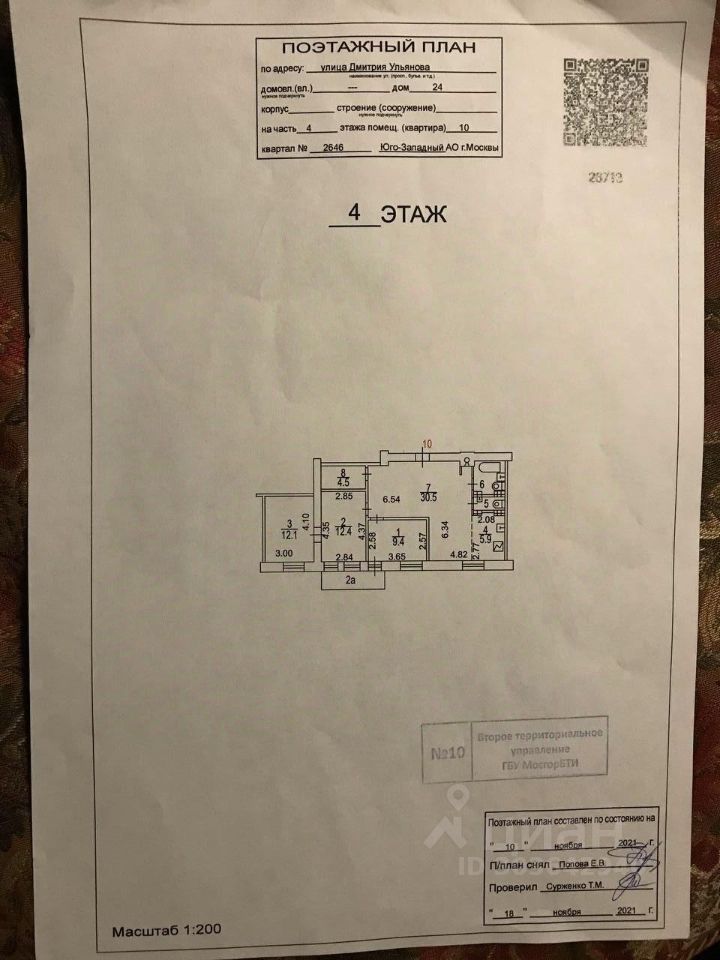 ПОЭТАЖНЫЙ ПЛАН
по адресу: улица Дмитрия Ульянова
наименование ул. (просп., бульв. и т.д.)
домовл.(вл.) --- дом 24
нужное подчеркнуть
корпус строение (сооружение)
нужное подчеркнуть
на часть 4 этажа помещ. (квартира) 10
квартал № 2646 Юго-Западный АО г.Москвы
23713
4 ЭТАЖ
10
8
4.5
2.85
7
30.5
6.54
6
5
2.08
4
5.9
2.77
3
12.1
4.10
3.00
4.35
2
12.4
4.37
2.84
2.58
1
9.4
2.57
3.65
6.34
4.82
2а
№10
Второе территориальное
управление
ГБУ МосгорБТИ
Поэтажный план составлен по состоянию на
" 10 " ноября 2021 г.
П/план снял Попова Е.В.
Проверил Сурженко Т.М.
" 18 " ноября 2021 г.
циан
Масштаб 1:200